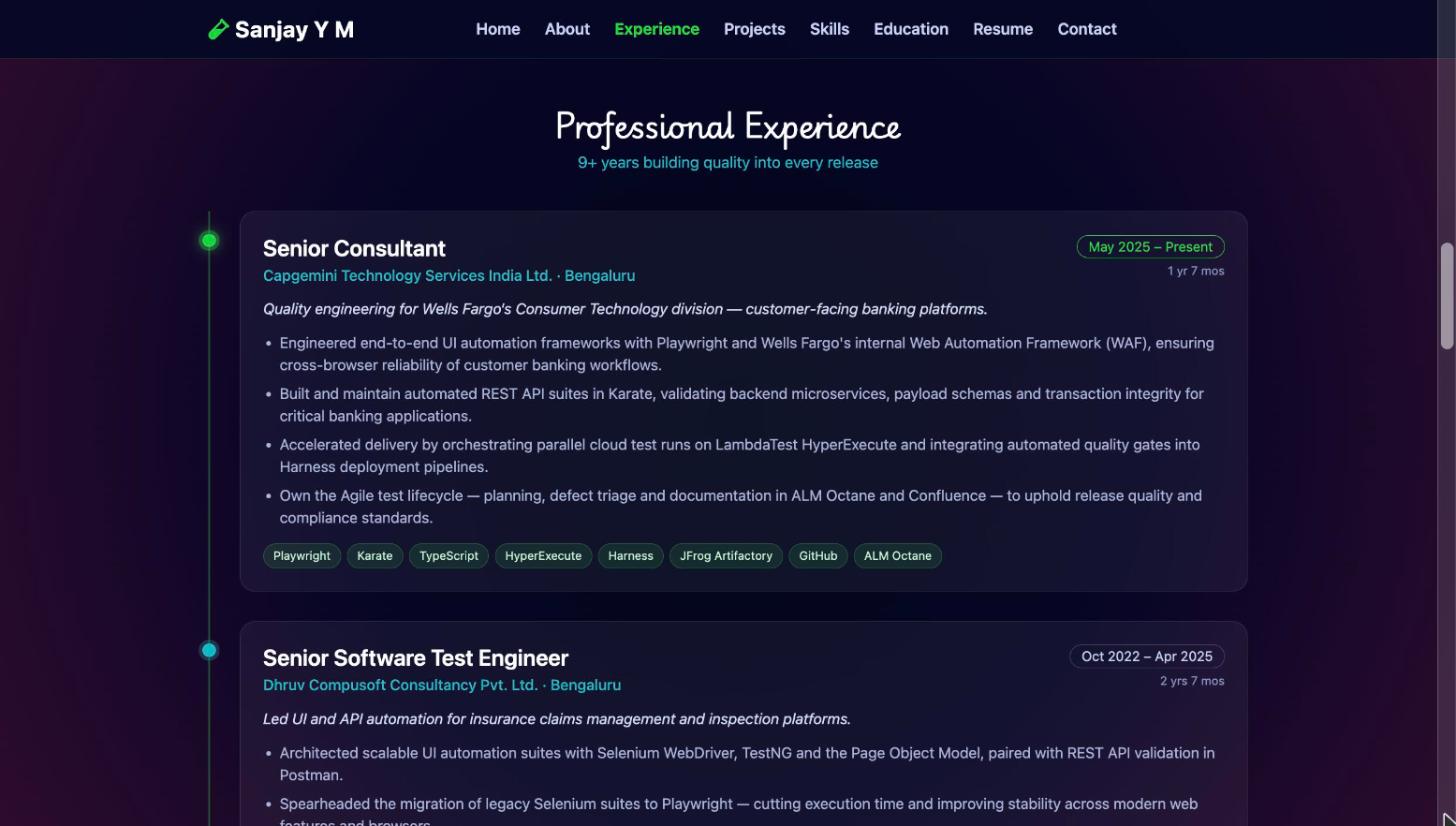 Sanjay Y M
Home About Experience Projects Skills Education Resume Contact
Professional Experience
9+ years building quality into every release
Senior Consultant
May 2025 – Present
Capgemini Technology Services India Ltd. · Bengaluru
1 yr 7 mos
Quality engineering for Wells Fargo's Consumer Technology division — customer-facing banking platforms.
• Engineered end-to-end UI automation frameworks with Playwright and Wells Fargo's internal Web Automation Framework (WAF), ensuring
cross-browser reliability of customer banking workflows.
• Built and maintain automated REST API suites in Karate, validating backend microservices, payload schemas and transaction integrity for
critical banking applications.
• Accelerated delivery by orchestrating parallel cloud test runs on LambdaTest HyperExecute and integrating automated quality gates into
Harness deployment pipelines.
• Own the Agile test lifecycle — planning, defect triage and documentation in ALM Octane and Confluence — to uphold release quality and
compliance standards.
Playwright Karate TypeScript HyperExecute Harness JFrog Artifactory GitHub ALM Octane
Senior Software Test Engineer
Oct 2022 – Apr 2025
Dhruv Compusoft Consultancy Pvt. Ltd. · Bengaluru
2 yrs 7 mos
Led UI and API automation for insurance claims management and inspection platforms.
• Architected scalable UI automation suites with Selenium WebDriver, TestNG and the Page Object Model, paired with REST API validation in
Postman.
• Spearheaded the migration of legacy Selenium suites to Playwright — cutting execution time and improving stability across modern web
features and browsers.